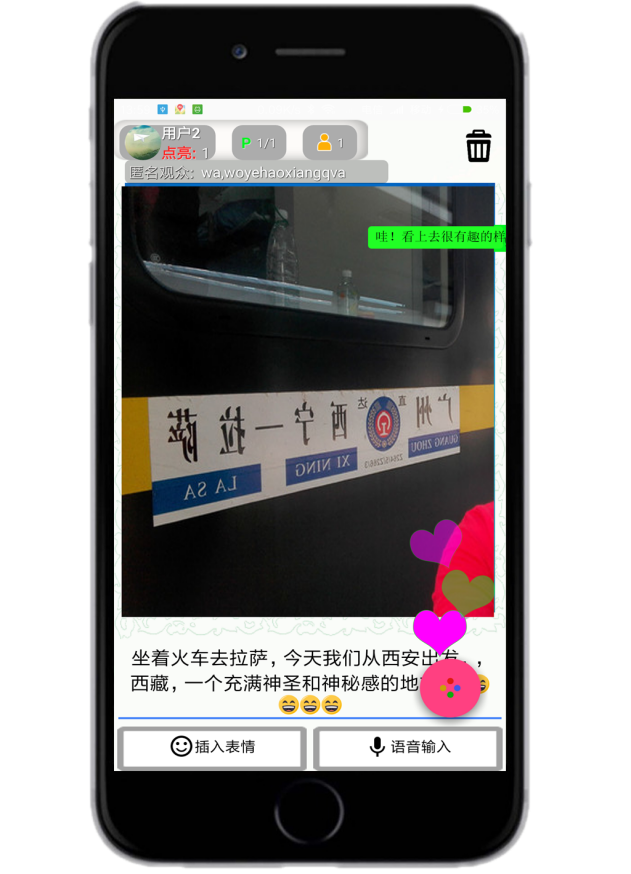 用户2
点亮: 1
P 1/1
1
匿名观众: wa,woyehaoxiangqva
哇！看上去很有趣的样
广州 直达 西宁一拉萨
GUANG ZHOU
XI NING
LA SA
坐着火车去拉萨，今天我们从西安出发，，
西藏，一个充满神圣和神秘感的地
插入表情
语音输入